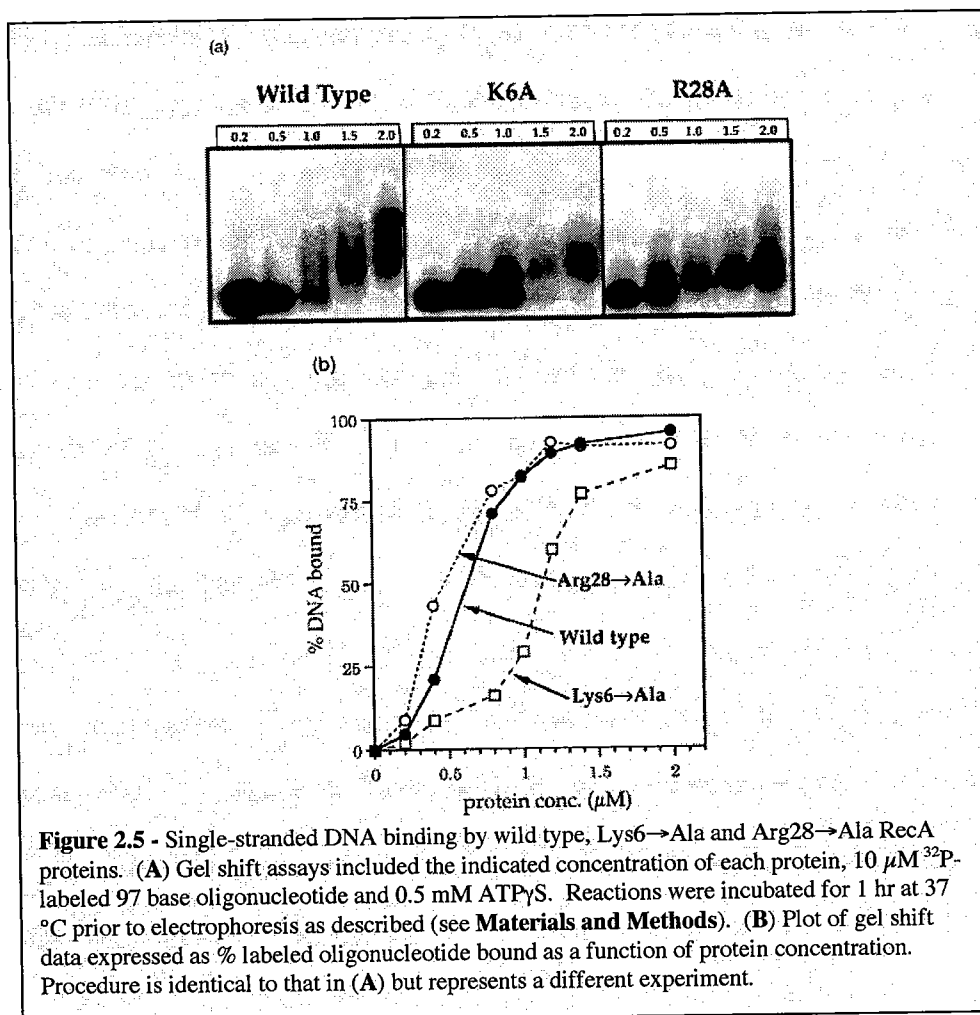 (a)
Wild Type K6A R28A
0.2 0.5 1.0 1.5 2.0 0.2 0.5 1.0 1.5 2.0 0.2 0.5 1.0 1.5 2.0
(b)
100
75
50
25
0
% DNA bound
Arg28→Ala
Wild type
Lys6→Ala
0 0.5 1 1.5 2
protein conc. (μM)
Figure 2.5 - Single-stranded DNA binding by wild type, Lys6→Ala and Arg28→Ala RecA
proteins. (A) Gel shift assays included the indicated concentration of each protein, 10 μM ³²P-
labeled 97 base oligonucleotide and 0.5 mM ATPγS. Reactions were incubated for 1 hr at 37
°C prior to electrophoresis as described (see Materials and Methods). (B) Plot of gel shift
data expressed as % labeled oligonucleotide bound as a function of protein concentration.
Procedure is identical to that in (A) but represents a different experiment.